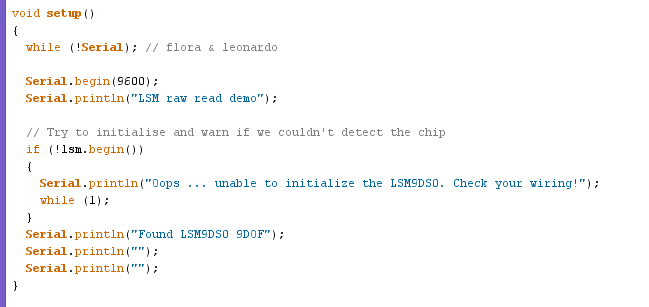 void setup()
{
  while (!Serial); // flora & leonardo

  Serial.begin(9600);
  Serial.println("LSM raw read demo");

  // Try to initialise and warn if we couldn't detect the chip
  if (!lsm.begin())
  {
    Serial.println("Oops ... unable to initialize the LSM9DS0. Check your wiring!");
    while (1);
  }
  Serial.println("Found LSM9DS0 9DOF");
  Serial.println("");
  Serial.println("");
}